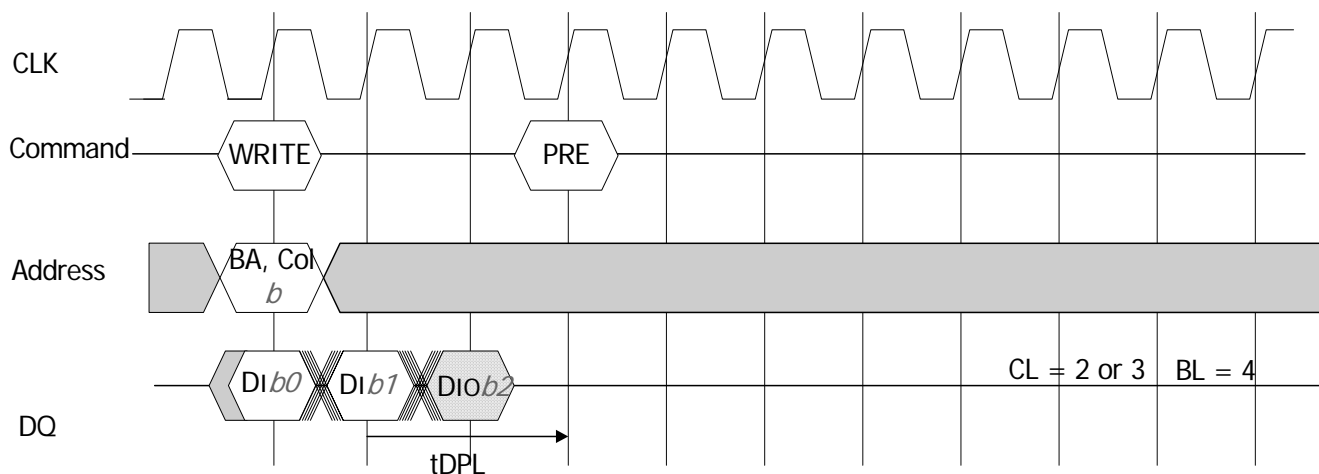 CLK
Command
WRITE
PRE
Address
BA, Col
b
DIb0
DIb1
DIOb2
CL = 2 or 3
BL = 4
DQ
tDPL